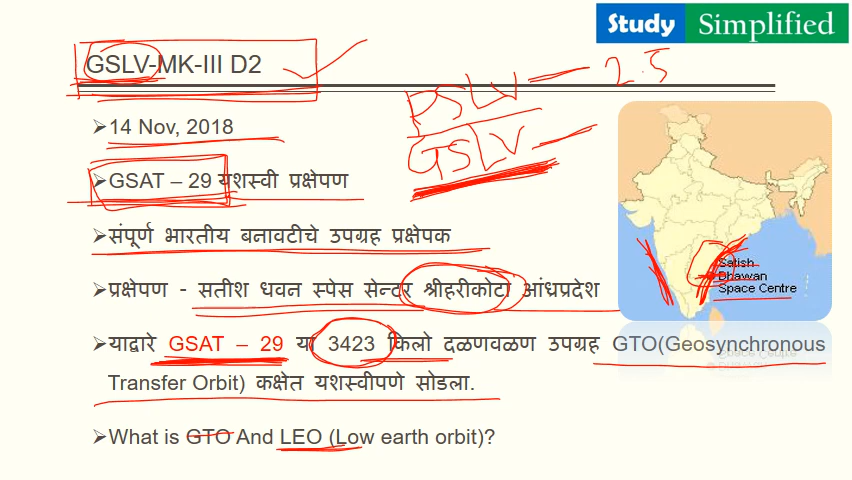 Study Simplified
GSLV-MK-III D2
PSLV — 2.5
GSLV —
➢14 Nov, 2018
➢GSAT – 29 यशस्वी प्रक्षेपण
➢संपूर्ण भारतीय बनावटीचे उपग्रह प्रक्षेपक
➢प्रक्षेपण - सतीश धवन स्पेस सेन्टर श्रीहरीकोटा आंध्रप्रदेश
➢याद्वारे GSAT – 29 या 3423 किलो दळणवळण उपग्रह GTO(Geosynchronous
Transfer Orbit) कक्षेत यशस्वीपणे सोडला.
➢What is GTO And LEO (Low earth orbit)?
Satish
Dhawan
Space Centre